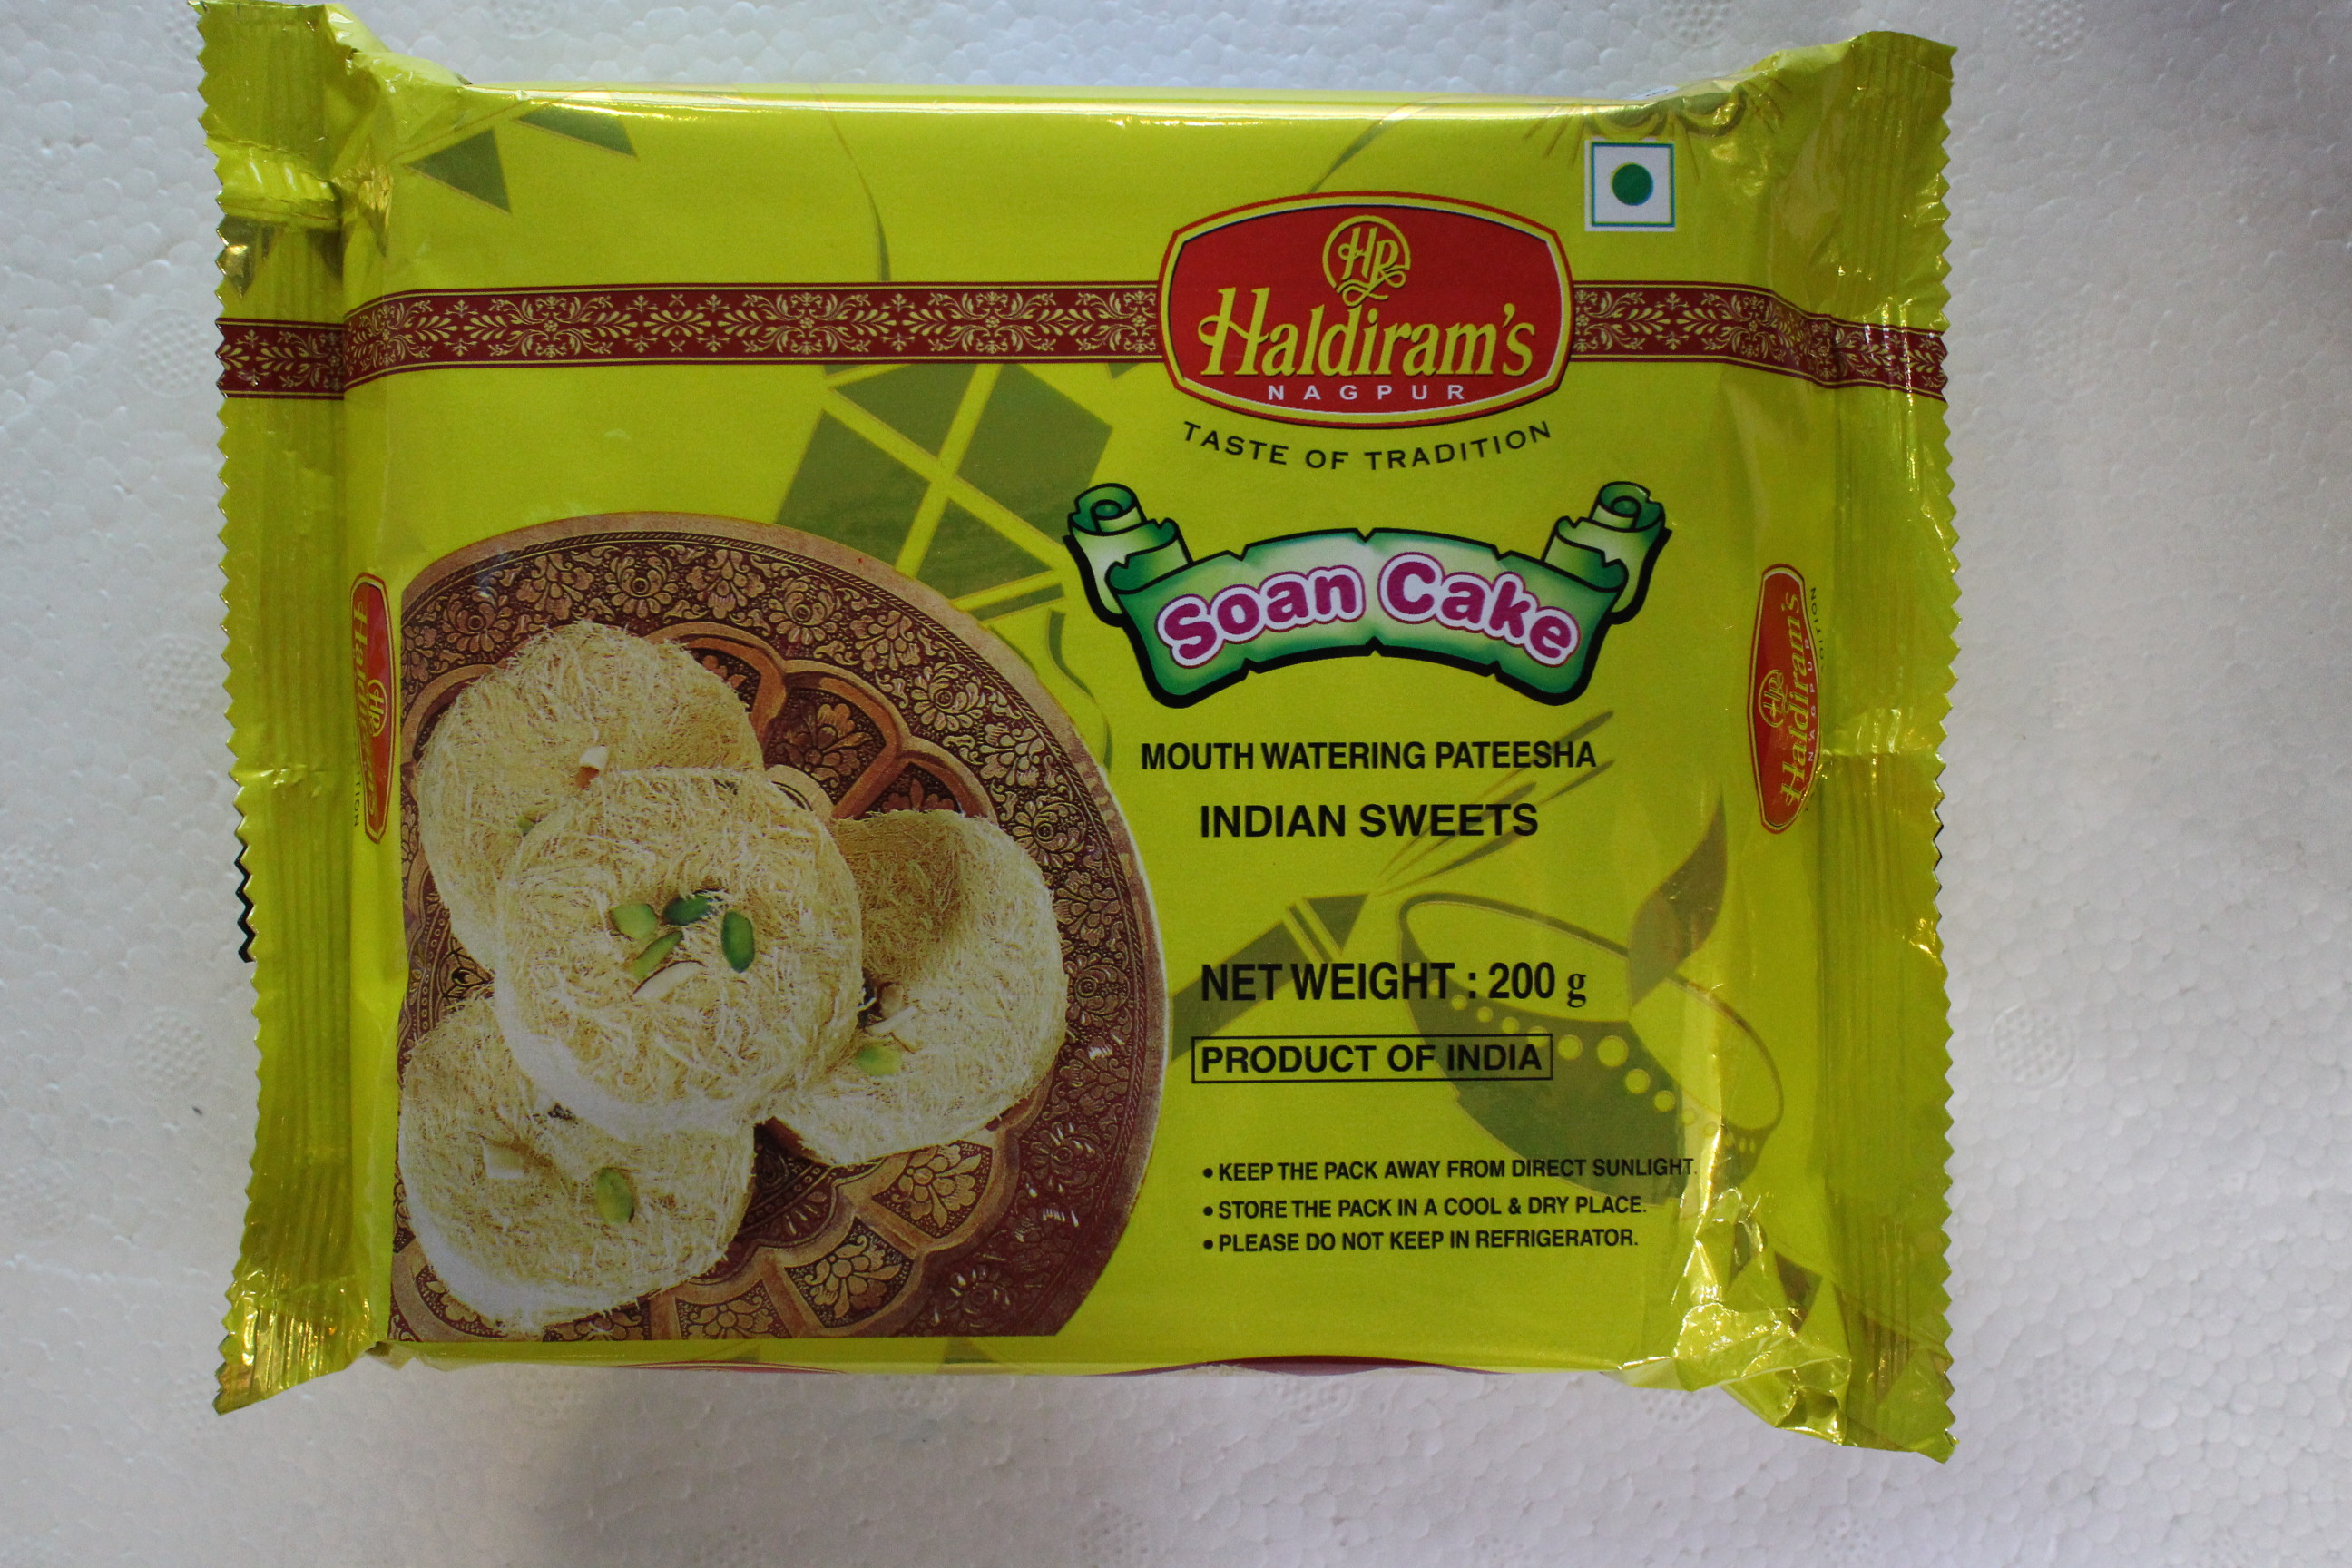 HR
Haldiram's
NAGPUR
TASTE OF TRADITION
Soan Cake
MOUTH WATERING PATEESHA
INDIAN SWEETS
NET WEIGHT : 200 g
PRODUCT OF INDIA
• KEEP THE PACK AWAY FROM DIRECT SUNLIGHT.
• STORE THE PACK IN A COOL & DRY PLACE.
• PLEASE DO NOT KEEP IN REFRIGERATOR.
Haldiram's
NAGPUR